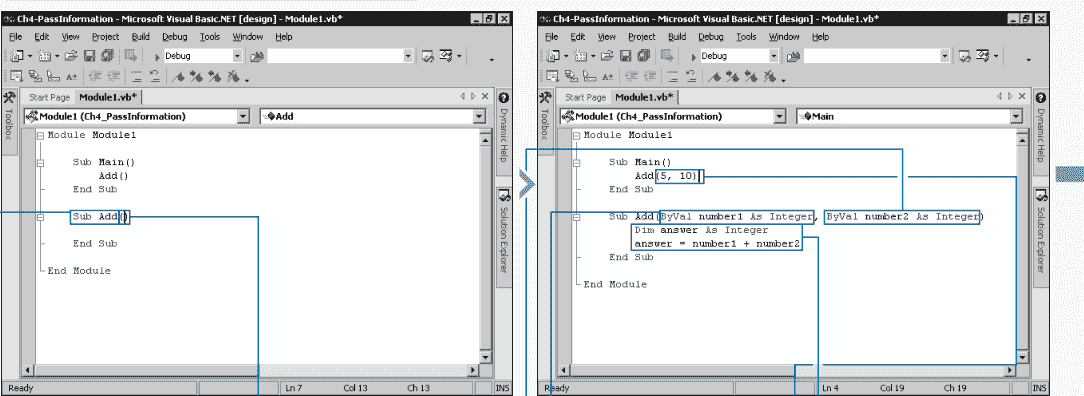 Ch4-PassInformation - Microsoft Visual Basic.NET [design] - Module1.vb*
File Edit View Project Build Debug Tools Window Help
Debug
Start Page Module1.vb*
Module1 (Ch4_PassInformation) Add
Toolbox
Dynamic Help
Solution Explorer
Module Module1
Sub Main()
Add()
End Sub
Sub Add()
End Sub
End Module
Ready Ln 7 Col 13 Ch 13 INS
Ch4-PassInformation - Microsoft Visual Basic.NET [design] - Module1.vb*
File Edit View Project Build Debug Tools Window Help
Debug
Start Page Module1.vb*
Module1 (Ch4_PassInformation) Main
Toolbox
Dynamic Help
Solution Explorer
Module Module1
Sub Main()
Add(5, 10)
End Sub
Sub Add(ByVal number1 As Integer, ByVal number2 As Integer)
Dim answer As Integer
answer = number1 + number2
End Sub
End Module
Ready Ln 4 Col 19 Ch 19 INS